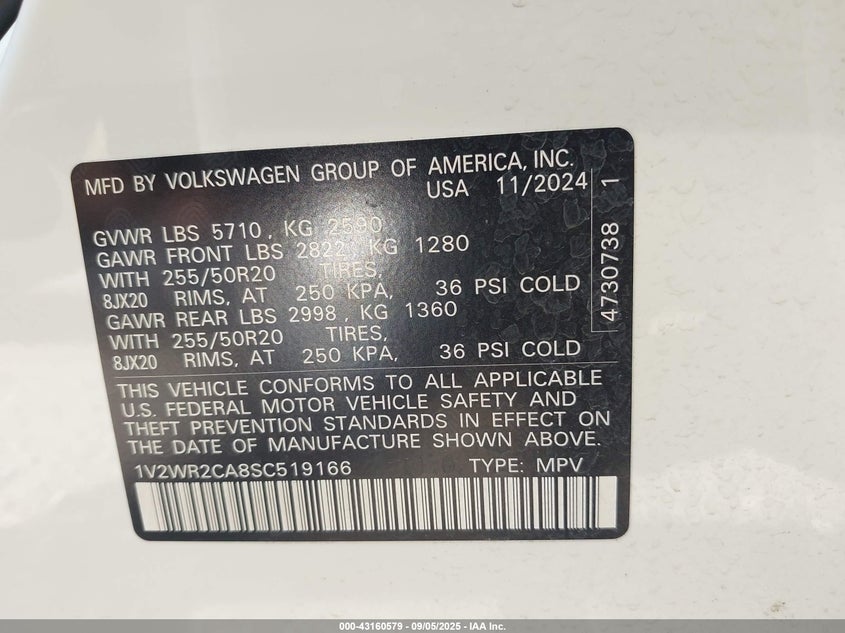 MFD BY VOLKSWAGEN GROUP OF AMERICA, INC.
USA 11/2024
GVWR LBS 5710, KG 2590
GAWR FRONT LBS 2822, KG 1280
WITH 255/50R20 TIRES,
8JX20 RIMS, AT 250 KPA, 36 PSI COLD
GAWR REAR LBS 2998, KG 1360
WITH 255/50R20 TIRES,
8JX20 RIMS, AT 250 KPA, 36 PSI COLD
4730738 1
THIS VEHICLE CONFORMS TO ALL APPLICABLE
U.S. FEDERAL MOTOR VEHICLE SAFETY AND
THEFT PREVENTION STANDARDS IN EFFECT ON
THE DATE OF MANUFACTURE SHOWN ABOVE.
1V2WR2CA8SC519166 TYPE: MPV
000-43160579 - 09/05/2025 - IAA Inc.